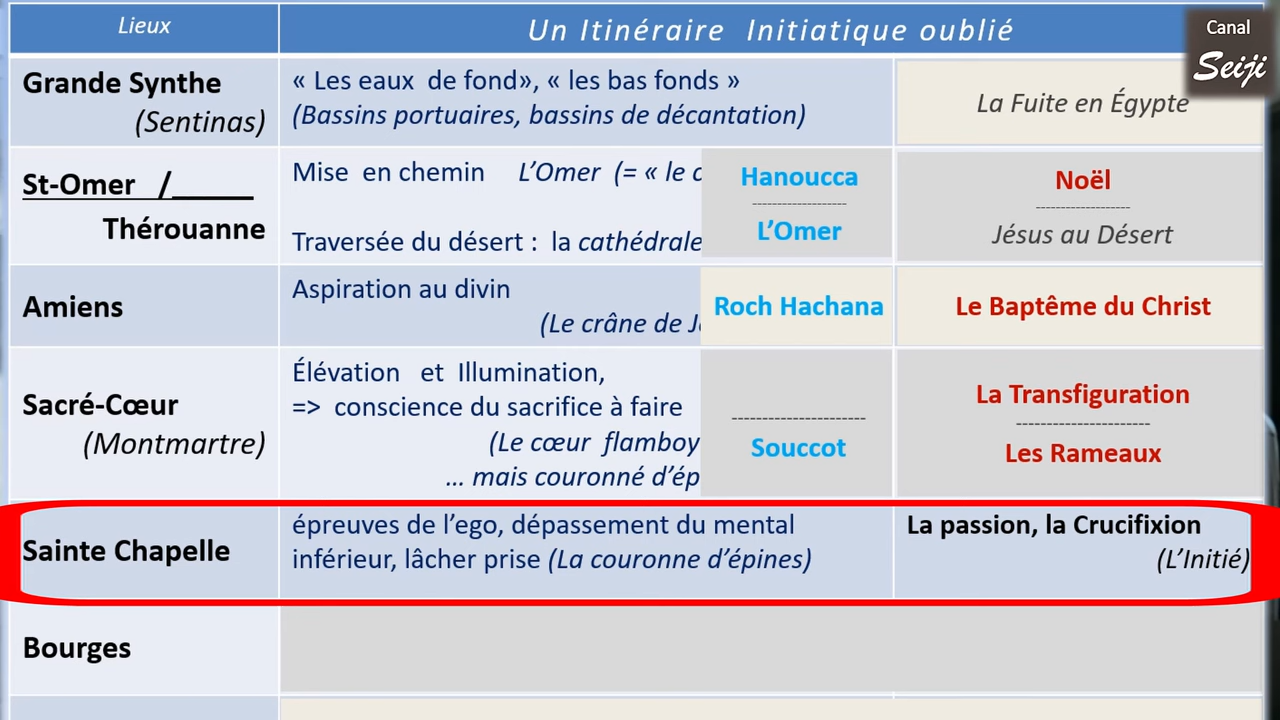 Lieux
Un Itinéraire Initiatique oublié
Canal
Seiji
Grande Synthe
(Sentinas)
« Les eaux de fond», « les bas fonds »
(Bassins portuaires, bassins de décantation)
La Fuite en Égypte
St-Omer /_____
Thérouanne
Mise en chemin L’Omer (= « le
Traversée du désert : la cathédrale
Hanoucca
-------------------
L’Omer
Noël
-------------------
Jésus au Désert
Amiens
Aspiration au divin
(Le crâne de
Roch Hachana
Le Baptême du Christ
Sacré-Cœur
(Montmartre)
Élévation et Illumination,
=> conscience du sacrifice à faire
(Le cœur flamboy
... mais couronné d’ép
----------------------
Souccot
La Transfiguration
----------------------
Les Rameaux
Sainte Chapelle
épreuves de l’ego, dépassement du mental
inférieur, lâcher prise (La couronne d’épines)
La passion, la Crucifixion
(L’Initié)
Bourges